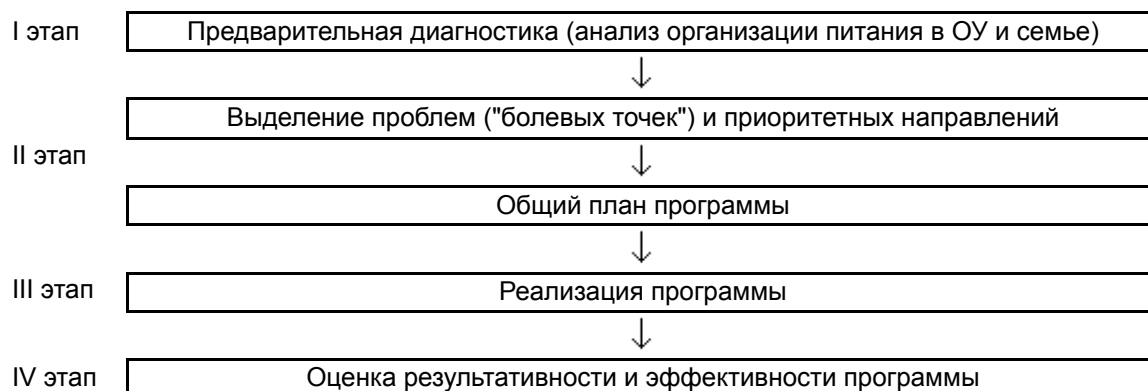 I этап
Предварительная диагностика (анализ организации питания в ОУ и семье)
Выделение проблем ("болевых точек") и приоритетных направлений
II этап
Общий план программы
III этап
Реализация программы
IV этап
Оценка результативности и эффективности программы